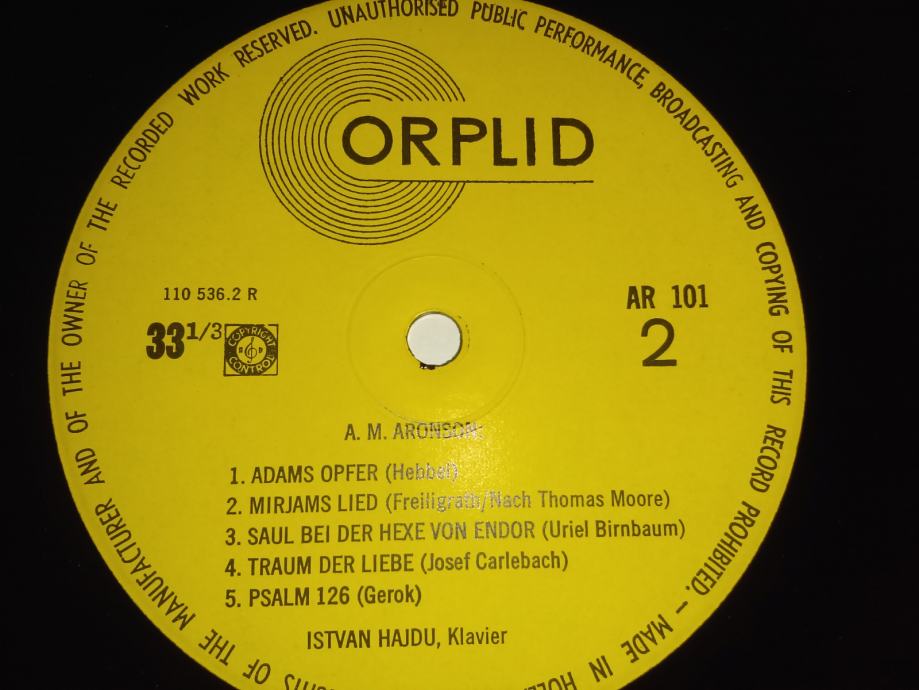 RIGHTS OF THE MANUFACTURER AND OF THE OWNER OF THE RECORDED WORK RESERVED. UNAUTHORISED PUBLIC PERFORMANCE, BROADCASTING AND COPYING OF THIS RECORD PROHIBITED. — MADE IN HOLL
ORPLID
110 536.2 R
AR 101
33 1/3
COPYRIGHT
CONTROL
2
A. M. ARONSON:
1. ADAMS OPFER (Hebbel)
2. MIRJAMS LIED (Freiligrath/Nach Thomas Moore)
3. SAUL BEI DER HEXE VON ENDOR (Uriel Birnbaum)
4. TRAUM DER LIEBE (Josef Carlebach)
5. PSALM 126 (Gerok)
ISTVAN HAJDU, Klavier